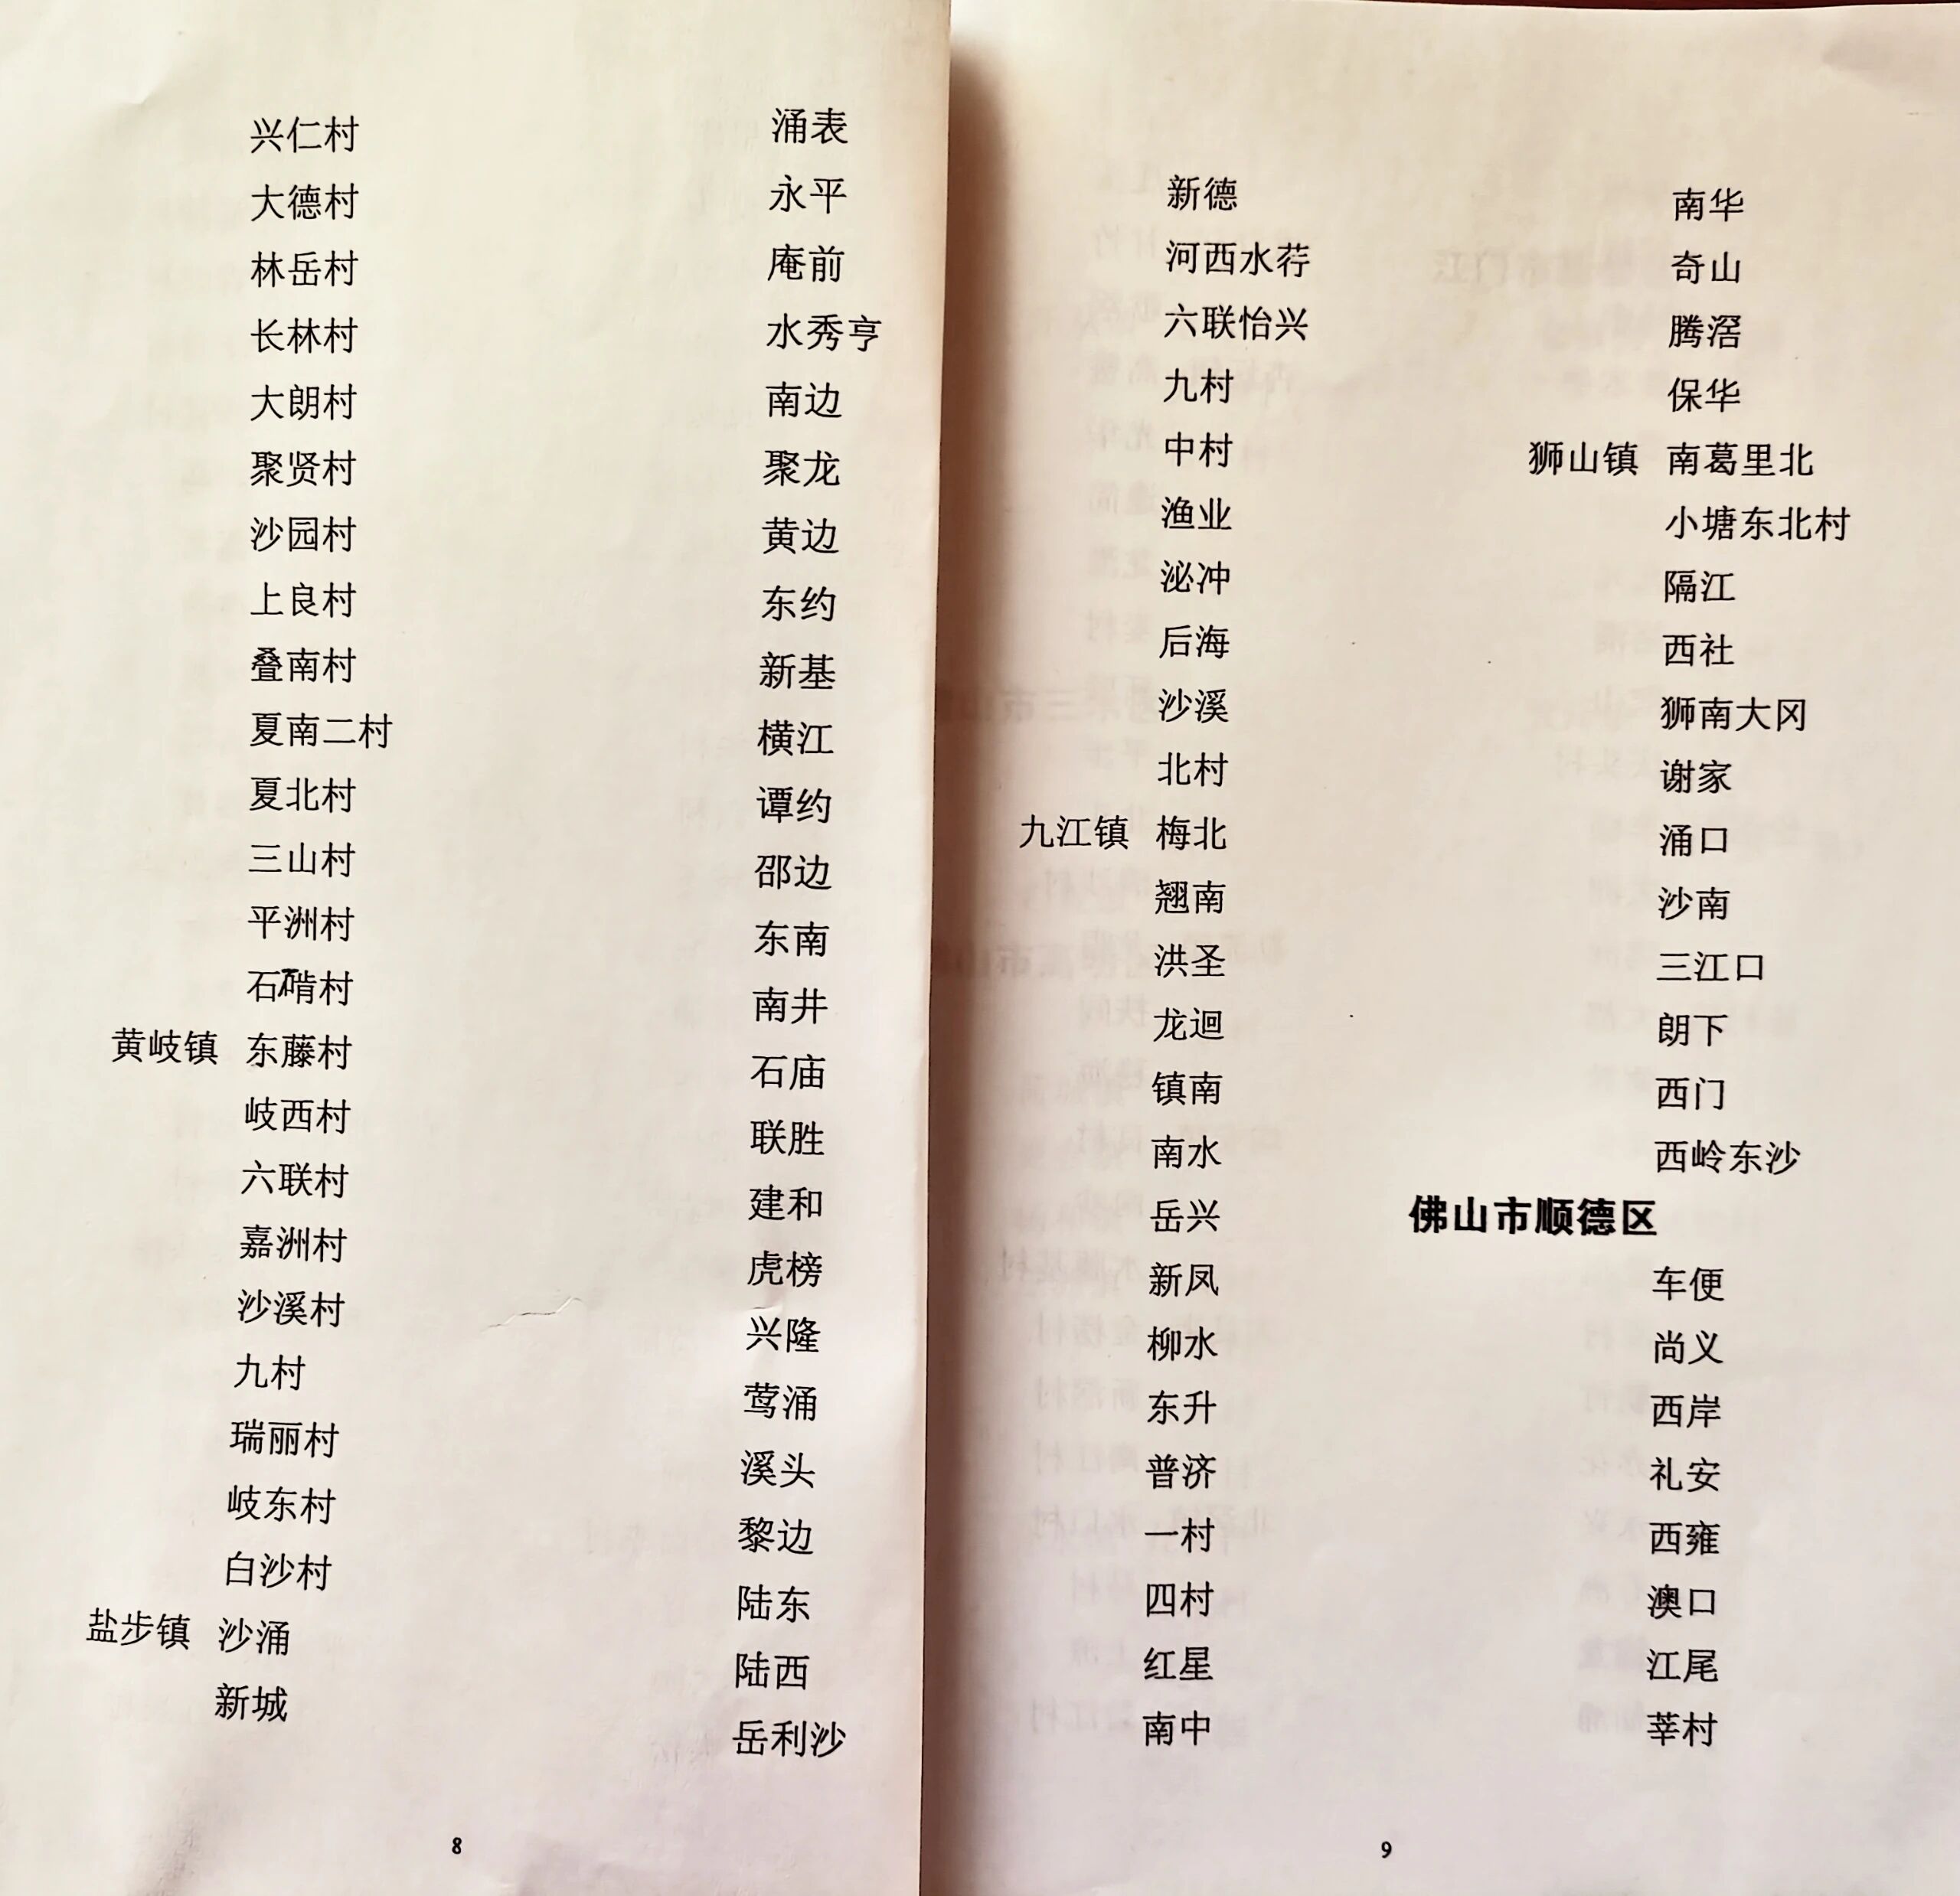 兴仁村
大德村
林岳村
长林村
大朗村
聚贤村
沙园村
上良村
叠南村
夏南二村
夏北村
三山村
平洲村
石䃟村
黄岐镇 东藤村
岐西村
六联村
嘉洲村
沙溪村
九村
瑞丽村
岐东村
白沙村
盐步镇 沙涌
新城
涌表
永平
庵前
水秀亨
南边
聚龙
黄边
东约
新基
横江
谭约
邵边
东南
南井
石庙
联胜
建和
虎榜
兴隆
莺涌
溪头
黎边
陆东
陆西
岳利沙
8
新德
河西水荐
六联怡兴
九村
中村
渔业
泌冲
后海
沙溪
北村
九江镇 梅北
翘南
洪圣
龙迴
镇南
南水
岳兴
新凤
柳水
东升
普济
一村
四村
红星
南中
南华
奇山
腾滘
保华
狮山镇 南葛里北
小塘东北村
隔江
西社
狮南大冈
谢家
涌口
沙南
三江口
朗下
西门
西岭东沙
佛山市顺德区
车便
尚义
西岸
礼安
西雍
澳口
江尾
莘村
9